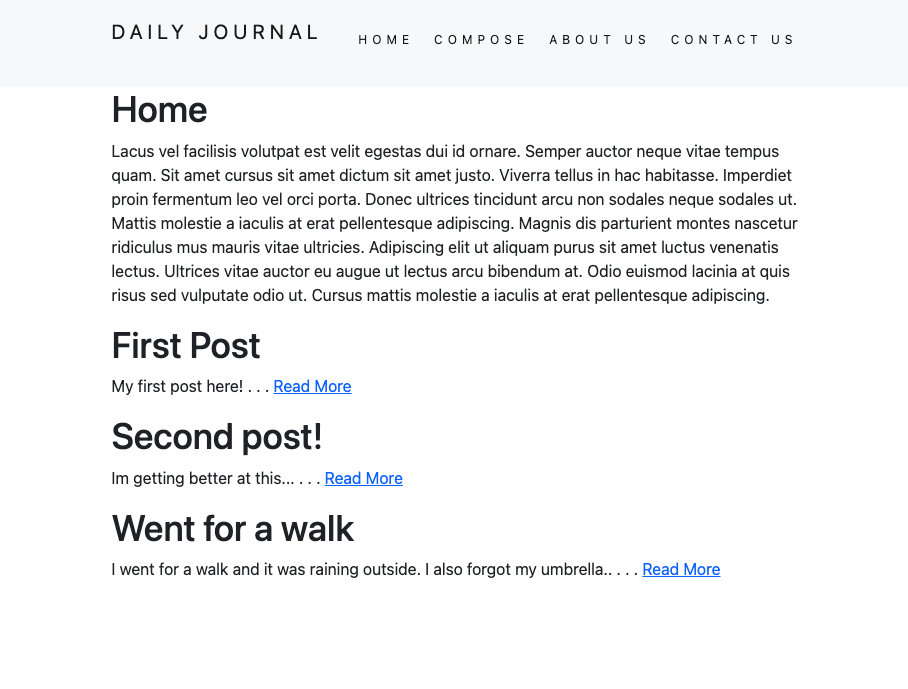 DAILY JOURNAL HOME COMPOSE ABOUT US CONTACT US
Home
Lacus vel facilisis volutpat est velit egestas dui id ornare. Semper auctor neque vitae tempus
quam. Sit amet cursus sit amet dictum sit amet justo. Viverra tellus in hac habitasse. Imperdiet
proin fermentum leo vel orci porta. Donec ultrices tincidunt arcu non sodales neque sodales ut.
Mattis molestie a iaculis at erat pellentesque adipiscing. Magnis dis parturient montes nascetur
ridiculus mus mauris vitae ultricies. Adipiscing elit ut aliquam purus sit amet luctus venenatis
lectus. Ultrices vitae auctor eu augue ut lectus arcu bibendum at. Odio euismod lacinia at quis
risus sed vulputate odio ut. Cursus mattis molestie a iaculis at erat pellentesque adipiscing.
First Post
My first post here! . . . Read More
Second post!
Im getting better at this... . . . Read More
Went for a walk
I went for a walk and it was raining outside. I also forgot my umbrella.. . . . Read More